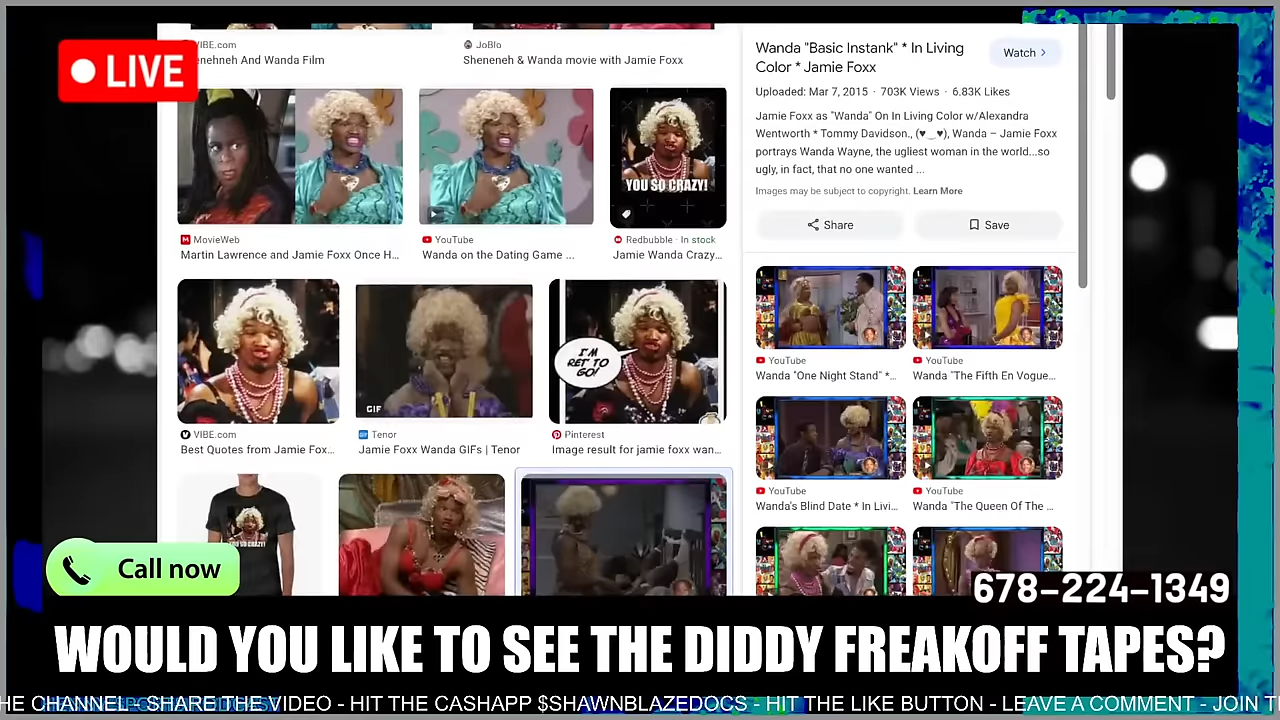 VIBE.com
enehneh And Wanda Film
JoBlo
Sheneneh & Wanda movie with Jamie Foxx
LIVE
MovieWeb
Martin Lawrence and Jamie Foxx Once H...
YouTube
Wanda on the Dating Game ...
YOU SO CRAZY!
Redbubble · In stock
Jamie Wanda Crazy...
VIBE.com
Best Quotes from Jamie Fox...
GIF
Tenor
Jamie Foxx Wanda GIFs | Tenor
I'M
RET' TO
GO!
Pinterest
Image result for jamie foxx wan...
YOU SO CRAZY!
Wanda "Basic Instank" * In Living
Color * Jamie Foxx
Watch
Uploaded: Mar 7, 2015 · 703K Views · 6.83K Likes
Jamie Foxx as "Wanda" On In Living Color w/Alexandra
Wentworth * Tommy Davidson., (♥‿♥), Wanda – Jamie Foxx
portrays Wanda Wayne, the ugliest woman in the world...so
ugly, in fact, that no one wanted ...
Images may be subject to copyright. Learn More
Share
Save
YouTube
Wanda "One Night Stand" *...
YouTube
Wanda "The Fifth En Vogue...
YouTube
Wanda's Blind Date * In Livi...
YouTube
Wanda "The Queen Of The ...
Call now
678-224-1349
WOULD YOU LIKE TO SEE THE DIDDY FREAKOFF TAPES?
HE CHANNEL - SHARE THE VIDEO - HIT THE CASHAPP $SHAWNBLAZEDOCS - HIT THE LIKE BUTTON - LEAVE A COMMENT - JOIN T